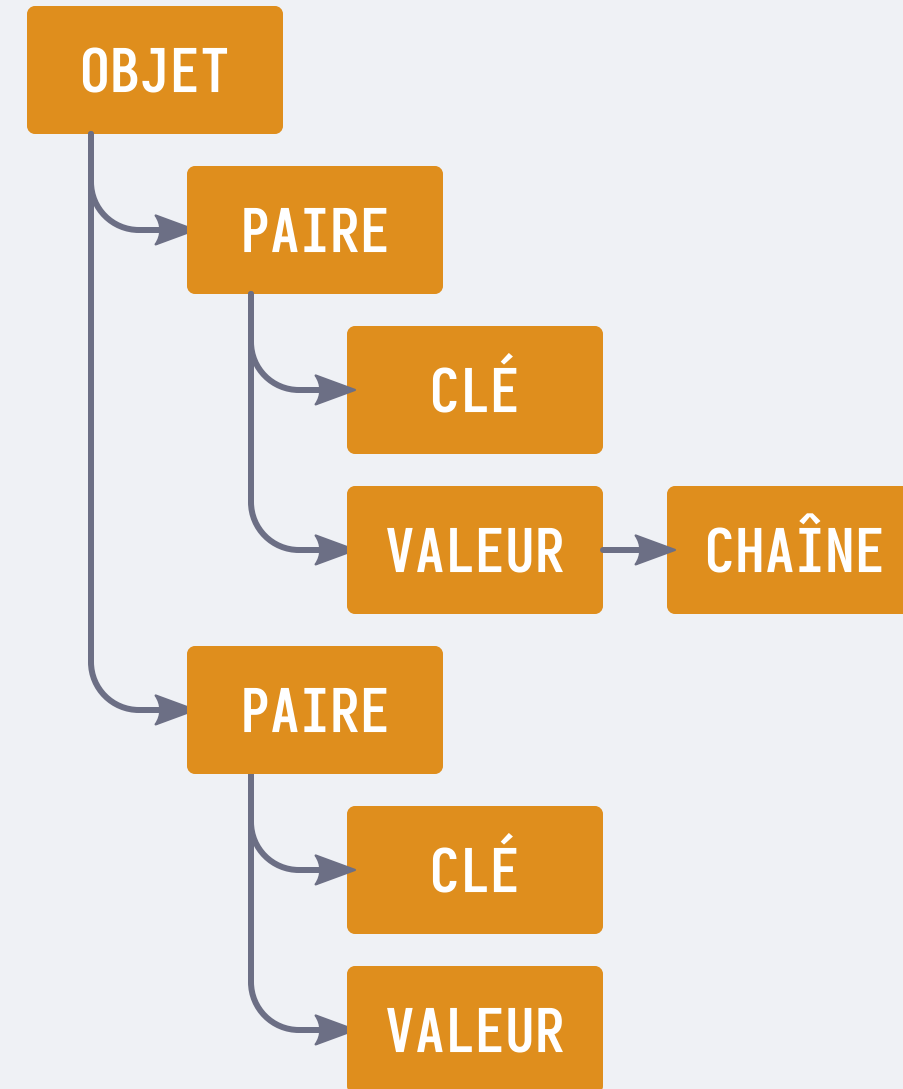 OBJET
PAIRE
CLÉ
VALEUR
CHAÎNE
PAIRE
CLÉ
VALEUR